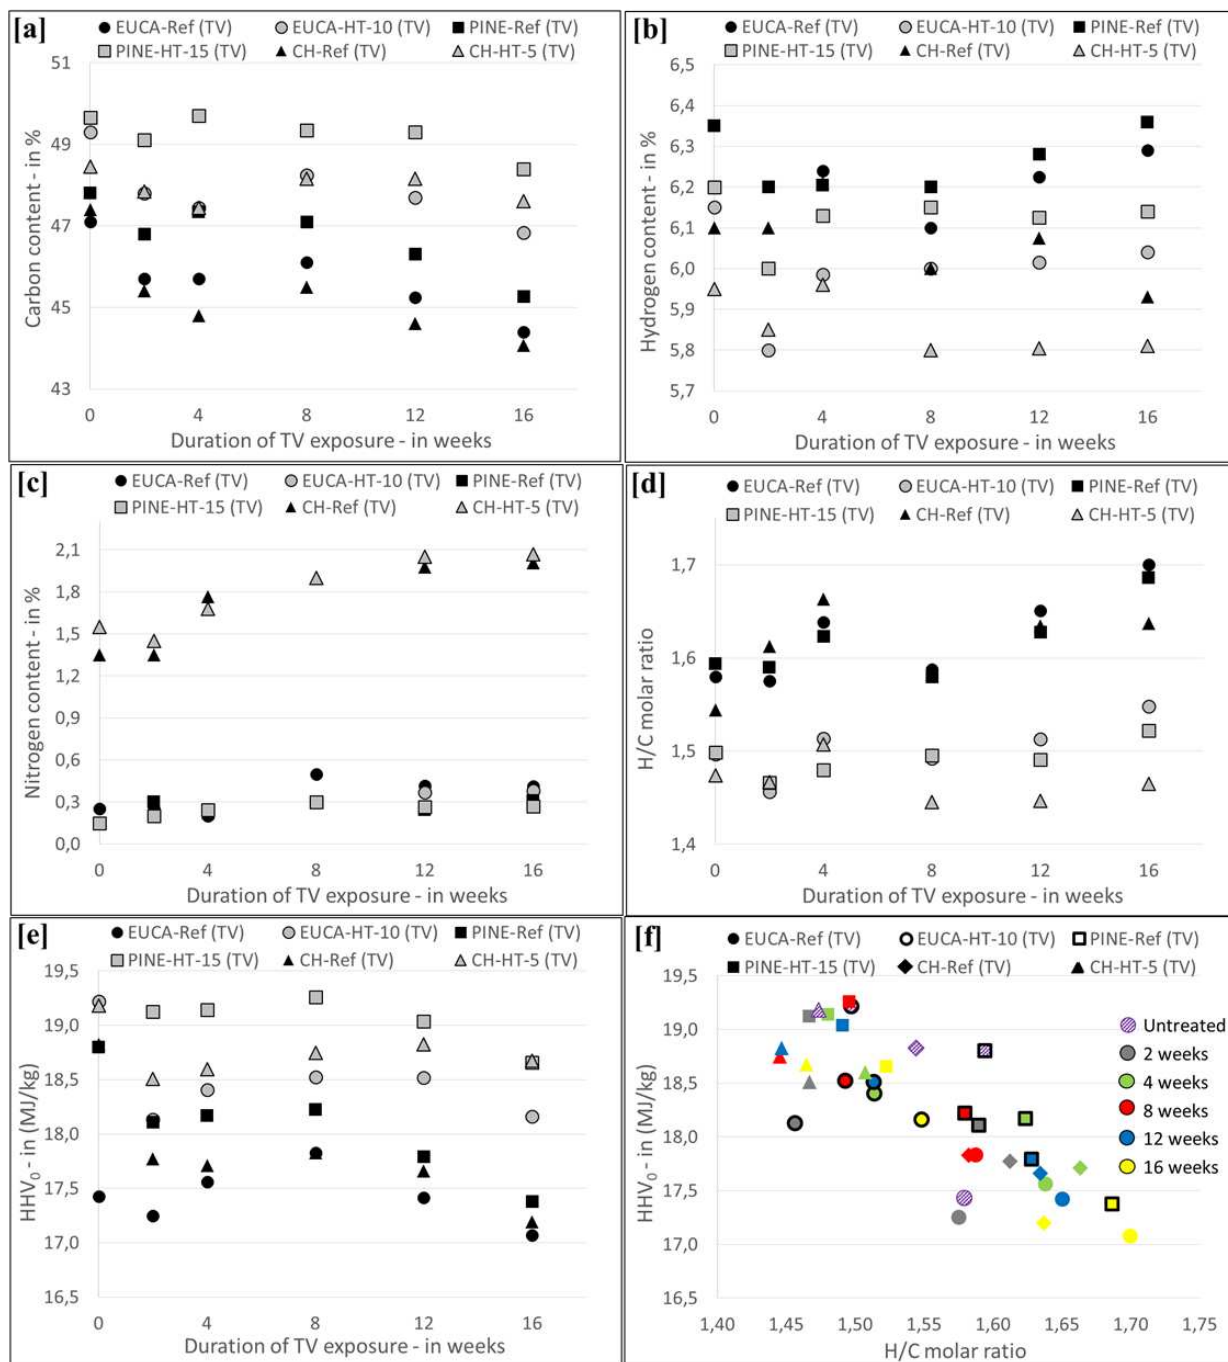 [a]
EUCA-Ref (TV) EUCA-HT-10 (TV) PINE-Ref (TV)
PINE-HT-15 (TV) CH-Ref (TV) CH-HT-5 (TV)
51
49
47
45
43
Carbon content - in %
0 4 8 12 16
Duration of TV exposure - in weeks
[b]
EUCA-Ref (TV) EUCA-HT-10 (TV) PINE-Ref (TV)
PINE-HT-15 (TV) CH-Ref (TV) CH-HT-5 (TV)
6,5
6,4
6,3
6,2
6,1
6,0
5,9
5,8
5,7
Hydrogen content - in %
0 4 8 12 16
Duration of TV exposure - in weeks
[c]
EUCA-Ref (TV) EUCA-HT-10 (TV) PINE-Ref (TV)
PINE-HT-15 (TV) CH-Ref (TV) CH-HT-5 (TV)
2,1
1,8
1,5
1,2
0,9
0,6
0,3
0,0
Nitrogen content - in %
0 4 8 12 16
Duration of TV exposure - in weeks
[d]
EUCA-Ref (TV) EUCA-HT-10 (TV) PINE-Ref (TV)
PINE-HT-15 (TV) CH-Ref (TV) CH-HT-5 (TV)
1,7
1,6
1,5
1,4
H/C molar ratio
0 4 8 12 16
Duration of TV exposure - in weeks
[e]
EUCA-Ref (TV) EUCA-HT-10 (TV) PINE-Ref (TV)
PINE-HT-15 (TV) CH-Ref (TV) CH-HT-5 (TV)
19,5
19,0
18,5
18,0
17,5
17,0
16,5
HHV0 - in (MJ/kg)
0 4 8 12 16
Duration of TV exposure - in weeks
[f]
EUCA-Ref (TV) EUCA-HT-10 (TV) PINE-Ref (TV)
PINE-HT-15 (TV) CH-Ref (TV) CH-HT-5 (TV)
19,5
19,0
18,5
18,0
17,5
17,0
16,5
HHV0 - in (MJ/kg)
Untreated
2 weeks
4 weeks
8 weeks
12 weeks
16 weeks
1,40 1,45 1,50 1,55 1,60 1,65 1,70 1,75
H/C molar ratio